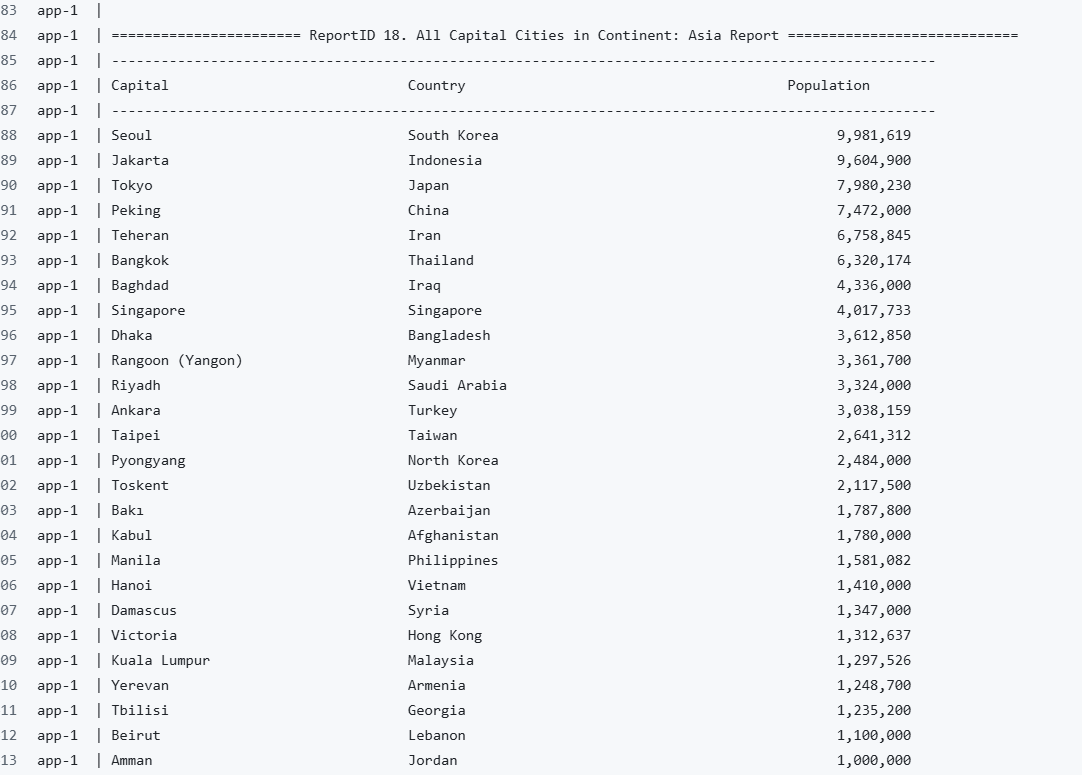 83 app-1 |
84 app-1 | ======================= ReportID 18. All Capital Cities in Continent: Asia Report ============================
85 app-1 | ----------------------------------------------------------------------------------------------------
86 app-1 | Capital Country Population
87 app-1 | ----------------------------------------------------------------------------------------------------
88 app-1 | Seoul South Korea 9,981,619
89 app-1 | Jakarta Indonesia 9,604,900
90 app-1 | Tokyo Japan 7,980,230
91 app-1 | Peking China 7,472,000
92 app-1 | Teheran Iran 6,758,845
93 app-1 | Bangkok Thailand 6,320,174
94 app-1 | Baghdad Iraq 4,336,000
95 app-1 | Singapore Singapore 4,017,733
96 app-1 | Dhaka Bangladesh 3,612,850
97 app-1 | Rangoon (Yangon) Myanmar 3,361,700
98 app-1 | Riyadh Saudi Arabia 3,324,000
99 app-1 | Ankara Turkey 3,038,159
00 app-1 | Taipei Taiwan 2,641,312
01 app-1 | Pyongyang North Korea 2,484,000
02 app-1 | Toskent Uzbekistan 2,117,500
03 app-1 | Bakı Azerbaijan 1,787,800
04 app-1 | Kabul Afghanistan 1,780,000
05 app-1 | Manila Philippines 1,581,082
06 app-1 | Hanoi Vietnam 1,410,000
07 app-1 | Damascus Syria 1,347,000
08 app-1 | Victoria Hong Kong 1,312,637
09 app-1 | Kuala Lumpur Malaysia 1,297,526
10 app-1 | Yerevan Armenia 1,248,700
11 app-1 | Tbilisi Georgia 1,235,200
12 app-1 | Beirut Lebanon 1,100,000
13 app-1 | Amman Jordan 1,000,000